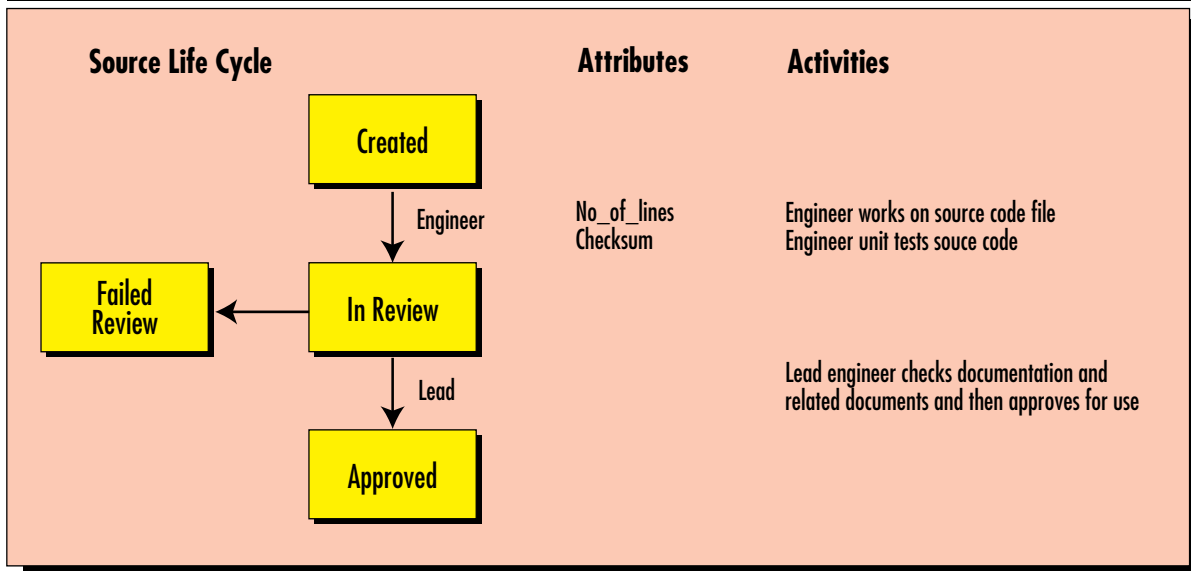 Source Life Cycle
Attributes
Activities
Created
Engineer
No_of_lines
Checksum
Engineer works on source code file
Engineer unit tests souce code
Failed
Review
In Review
Lead
Lead engineer checks documentation and
related documents and then approves for use
Approved